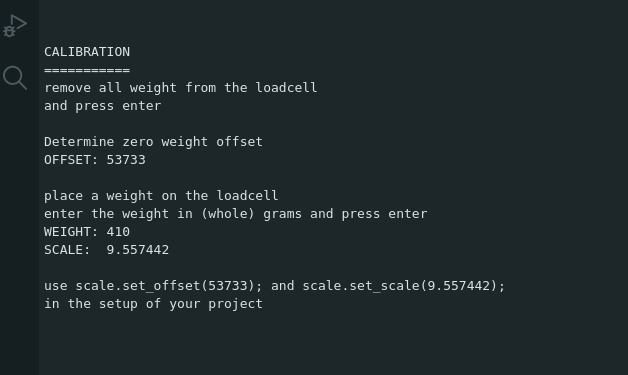 CALIBRATION
===========
remove all weight from the loadcell
and press enter
Determine zero weight offset
OFFSET: 53733
place a weight on the loadcell
enter the weight in (whole) grams and press enter
WEIGHT: 410
SCALE:  9.557442
use scale.set_offset(53733); and scale.set_scale(9.557442);
in the setup of your project